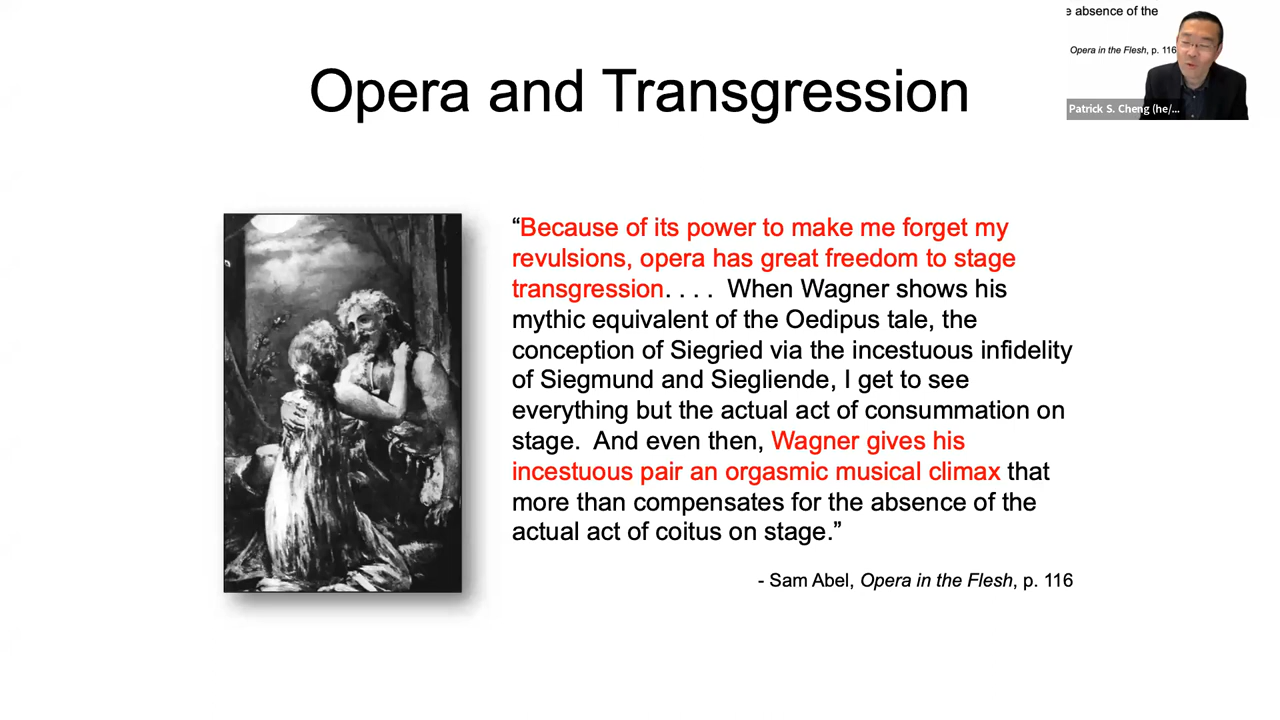 e absence of the
Opera in the Flesh, p. 116
Patrick S. Cheng (he/...
Opera and Transgression
“Because of its power to make me forget my
revulsions, opera has great freedom to stage
transgression. . . . When Wagner shows his
mythic equivalent of the Oedipus tale, the
conception of Siegried via the incestuous infidelity
of Siegmund and Siegliende, I get to see
everything but the actual act of consummation on
stage. And even then, Wagner gives his
incestuous pair an orgasmic musical climax that
more than compensates for the absence of the
actual act of coitus on stage.”
- Sam Abel, Opera in the Flesh, p. 116